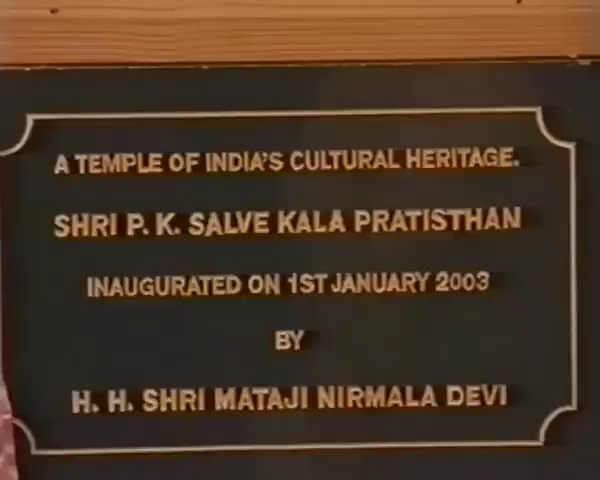 A TEMPLE OF INDIA'S CULTURAL HERITAGE.
SHRI P. K. SALVE KALA PRATISTHAN
INAUGURATED ON 1ST JANUARY 2003
BY
H. H. SHRI MATAJI NIRMALA DEVI